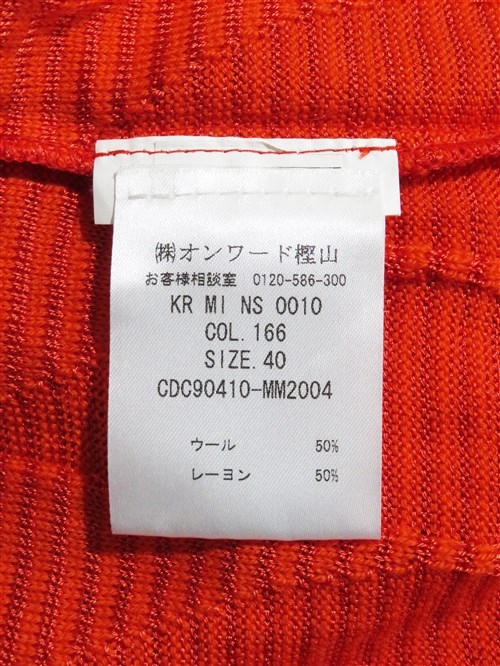 ㈱オンワード樫山
お客様相談室 0120-586-300
KR MI NS 0010
COL.166
SIZE.40
CDC90410-MM2004
ウール 50%
レーヨン 50%